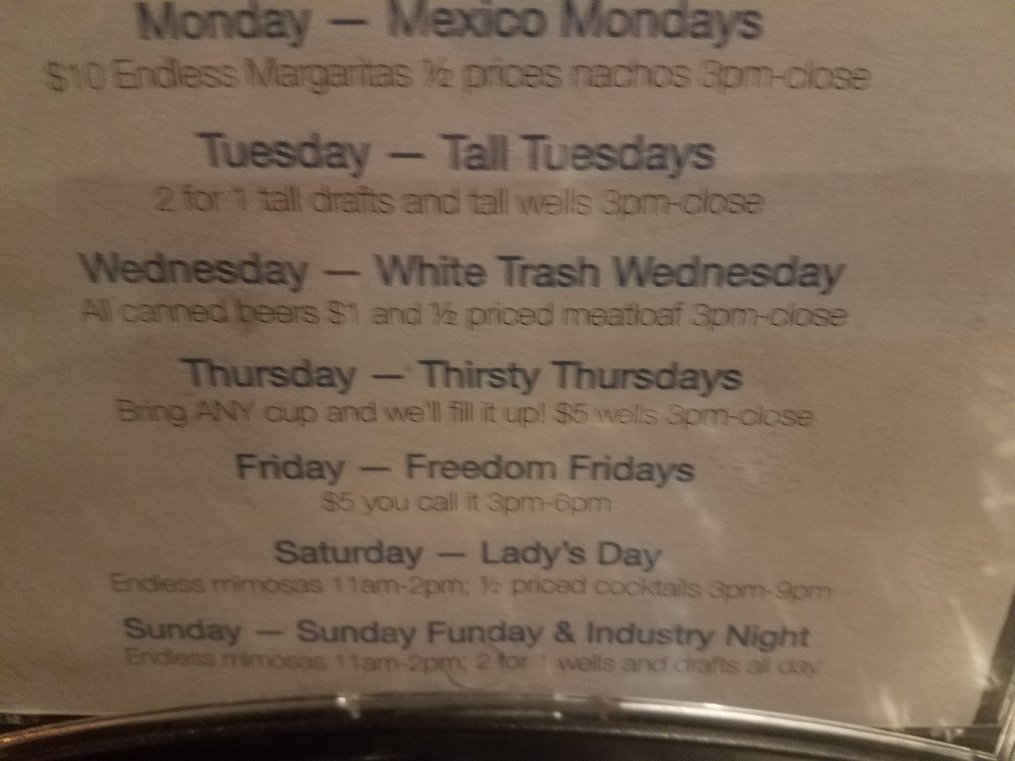 Monday — Mexico Mondays
$10 Endless Margaritas ½ prices nachos 3pm-close
Tuesday — Tall Tuesdays
2 for 1 tall drafts and tall wells 3pm-close
Wednesday — White Trash Wednesday
All canned beers $1 and ½ priced meatloaf 3pm-close
Thursday — Thirsty Thursdays
Bring ANY cup and we'll fill it up! $5 wells 3pm-close
Friday — Freedom Fridays
$5 you call it 3pm-6pm
Saturday — Lady's Day
Endless mimosas 11am-2pm; ½ priced cocktails 3pm-9pm
Sunday — Sunday Funday & Industry Night
Endless mimosas 11am-2pm; 2 for 1 wells and drafts all day